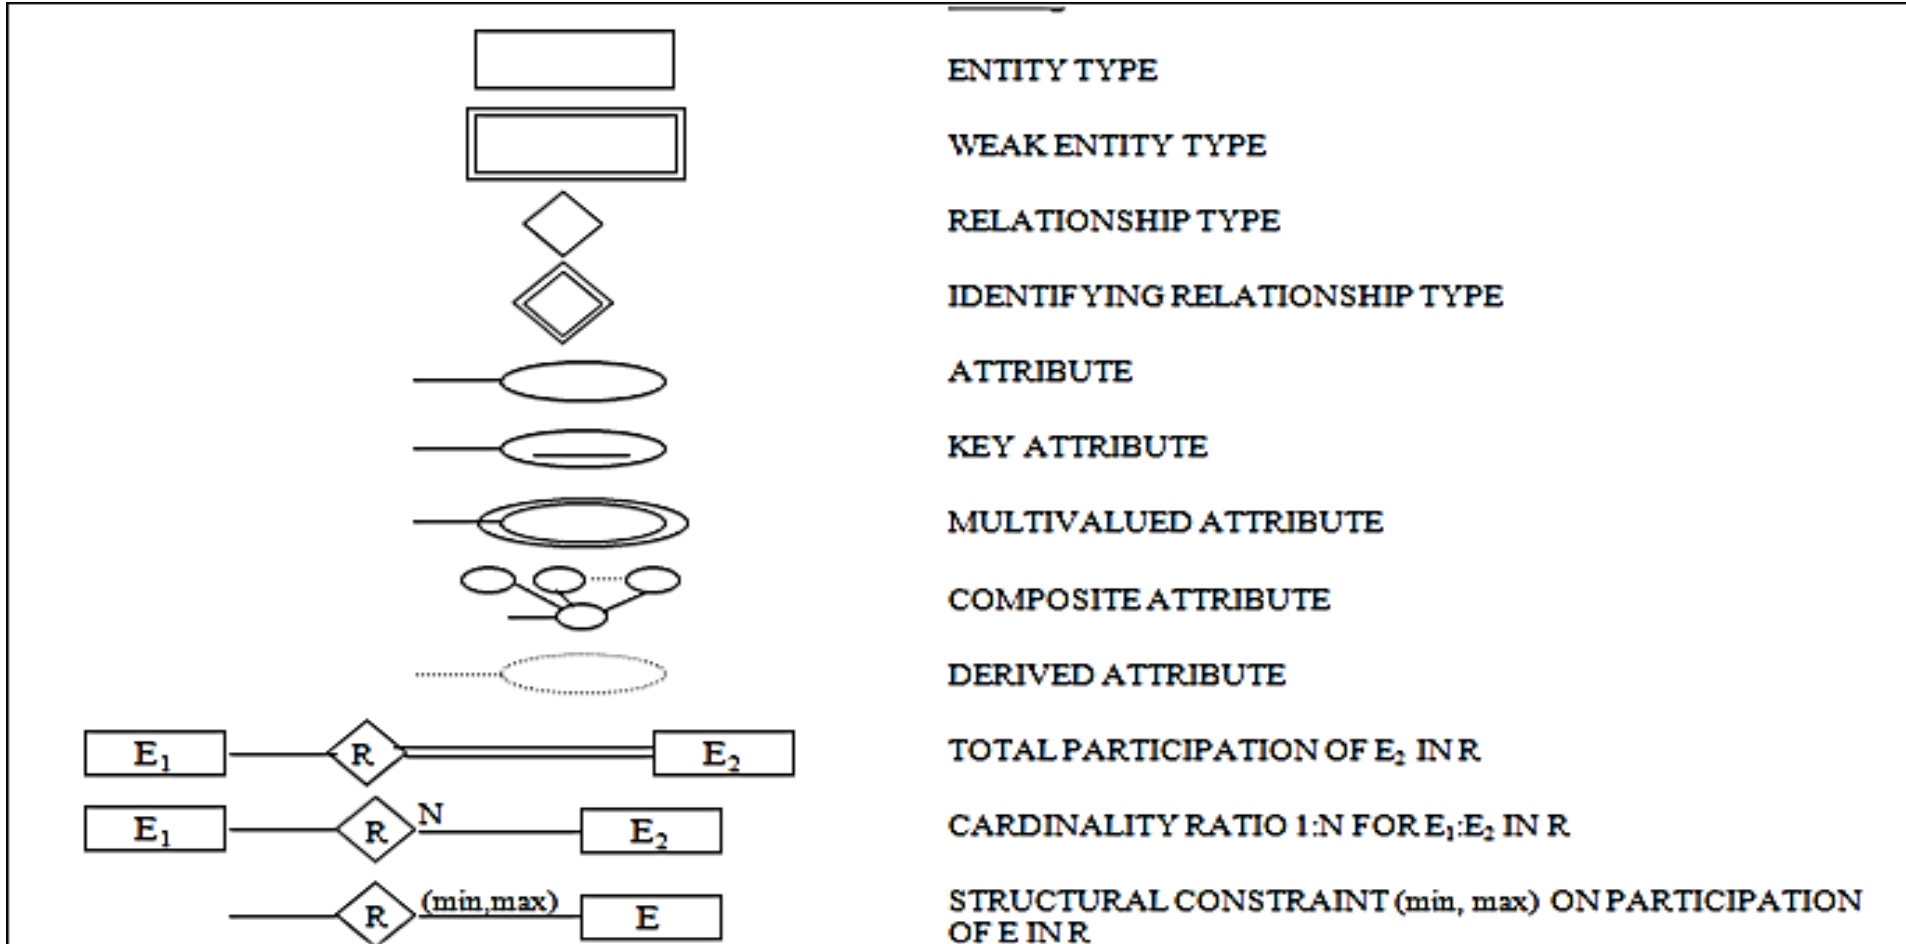 ENTITY TYPE
WEAK ENTITY TYPE
RELATIONSHIP TYPE
IDENTIFYING RELATIONSHIP TYPE
ATTRIBUTE
KEY ATTRIBUTE
MULTIVALUED ATTRIBUTE
COMPOSITE ATTRIBUTE
DERIVED ATTRIBUTE
E₁ R E₂ TOTAL PARTICIPATION OF E₂ IN R
E₁ R N E₂ CARDINALITY RATIO 1:N FOR E₁:E₂ IN R
R (min,max) E STRUCTURAL CONSTRAINT (min, max) ON PARTICIPATION
OF E IN R